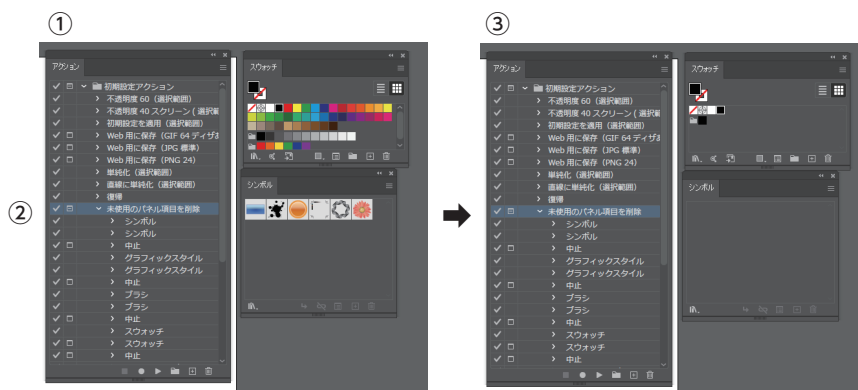 ①
アクション
初期設定アクション
不透明度 60（選択範囲）
不透明度 40 スクリーン ( 選択範
初期設定を適用（選択範囲）
Web 用に保存（GIF 64 ディザ
Web 用に保存（JPG 標準）
Web 用に保存（PNG 24）
単純化（選択範囲）
直線に単純化（選択範囲）
復帰
②
未使用のパネル項目を削除
シンボル
シンボル
中止
グラフィックスタイル
グラフィックスタイル
中止
ブラシ
ブラシ
中止
スウォッチ
スウォッチ
中止
スウォッチ
シンボル
③
アクション
初期設定アクション
不透明度 60（選択範囲）
不透明度 40 スクリーン ( 選択範
初期設定を適用（選択範囲）
Web 用に保存（GIF 64 ディザ
Web 用に保存（JPG 標準）
Web 用に保存（PNG 24）
単純化（選択範囲）
直線に単純化（選択範囲）
復帰
未使用のパネル項目を削除
シンボル
シンボル
中止
グラフィックスタイル
グラフィックスタイル
中止
ブラシ
ブラシ
中止
スウォッチ
スウォッチ
中止
スウォッチ
シンボル